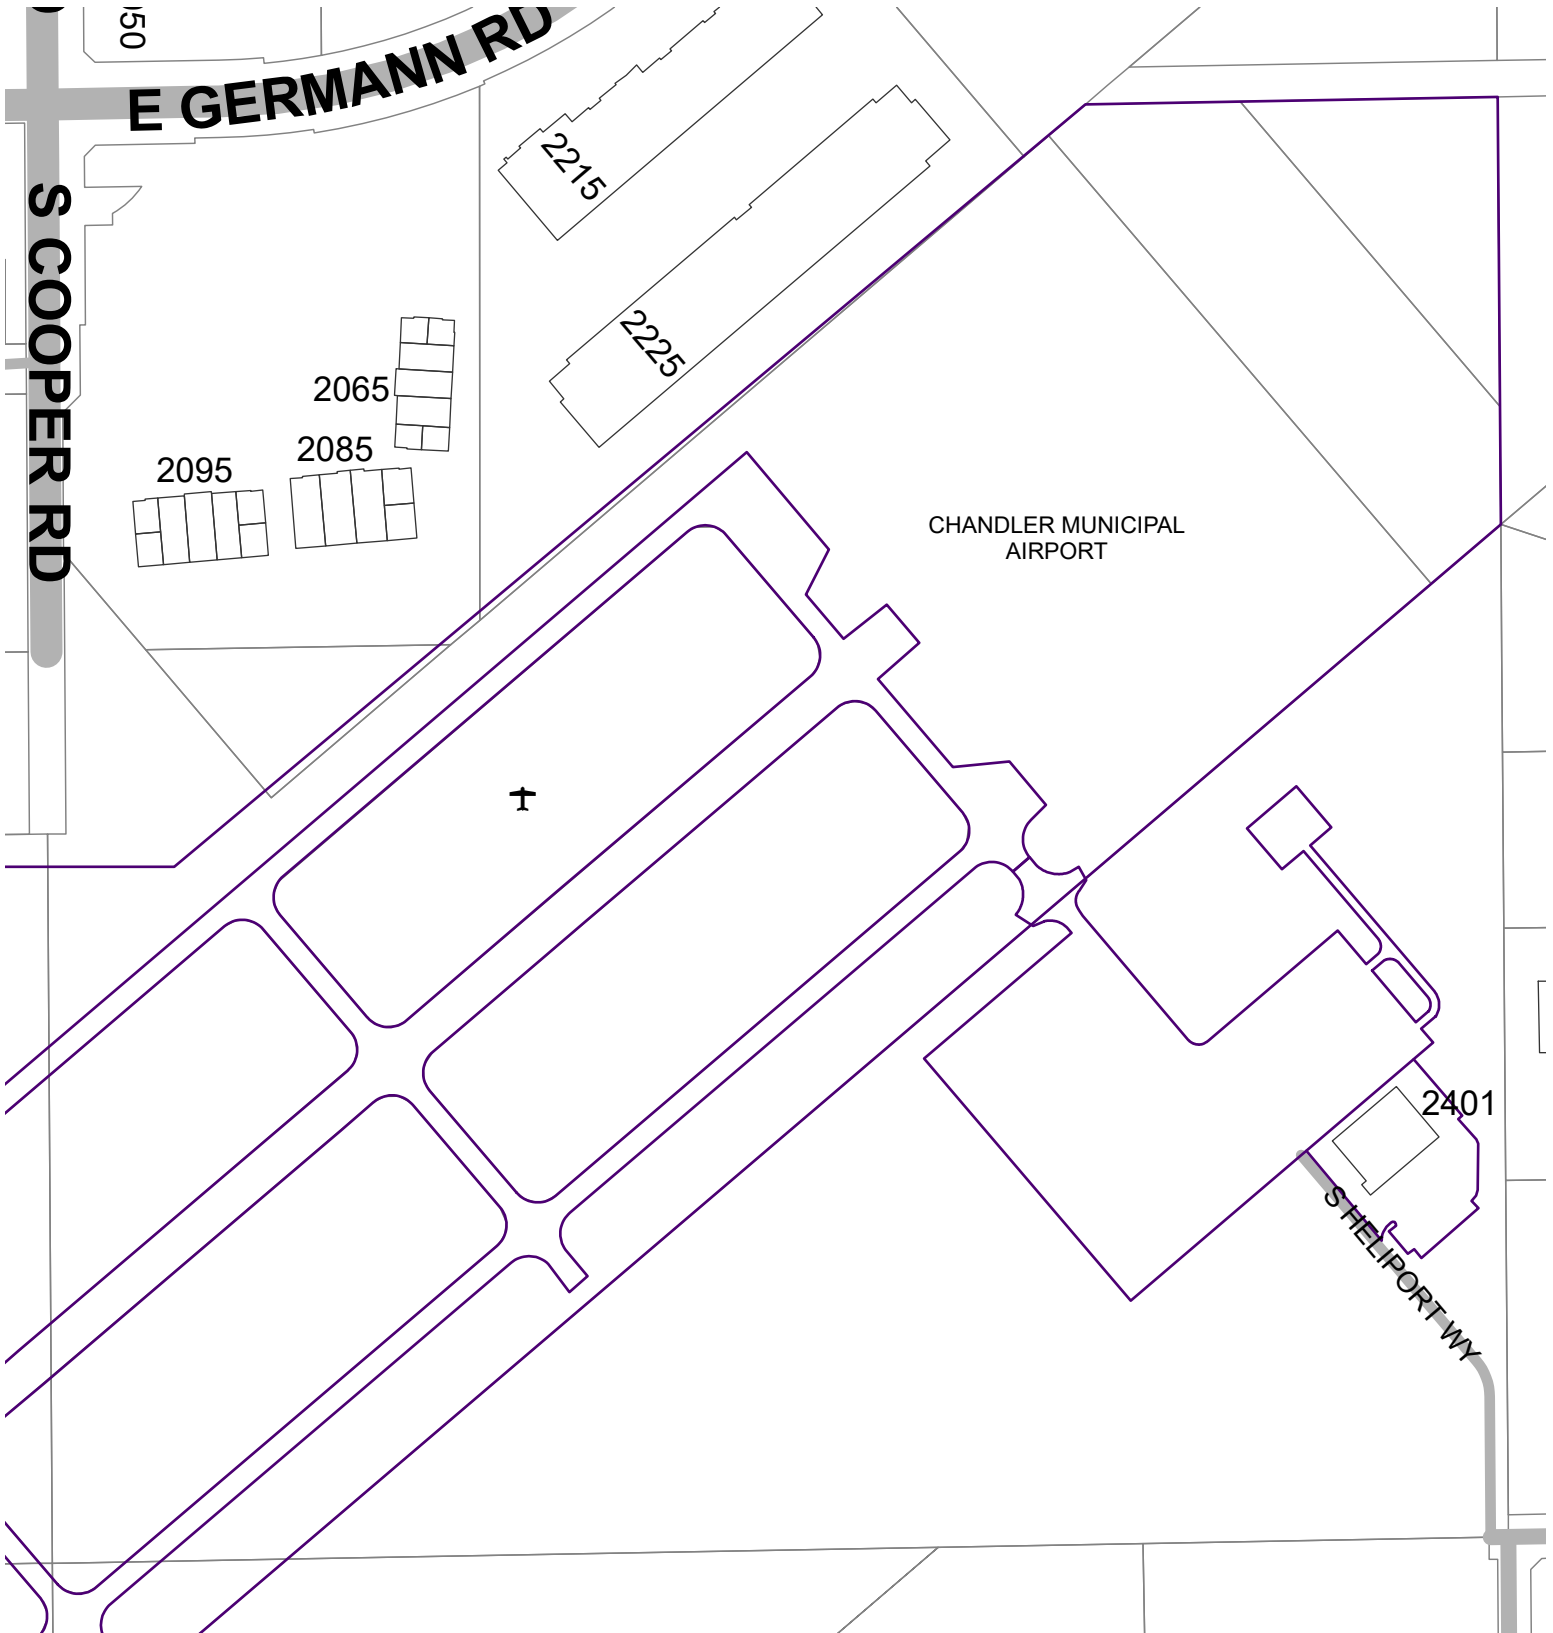 E GERMANN RD
S COOPER RD
2215
2225
2065
2085
2095
CHANDLER MUNICIPAL
AIRPORT
2401
S HELIPORT WY